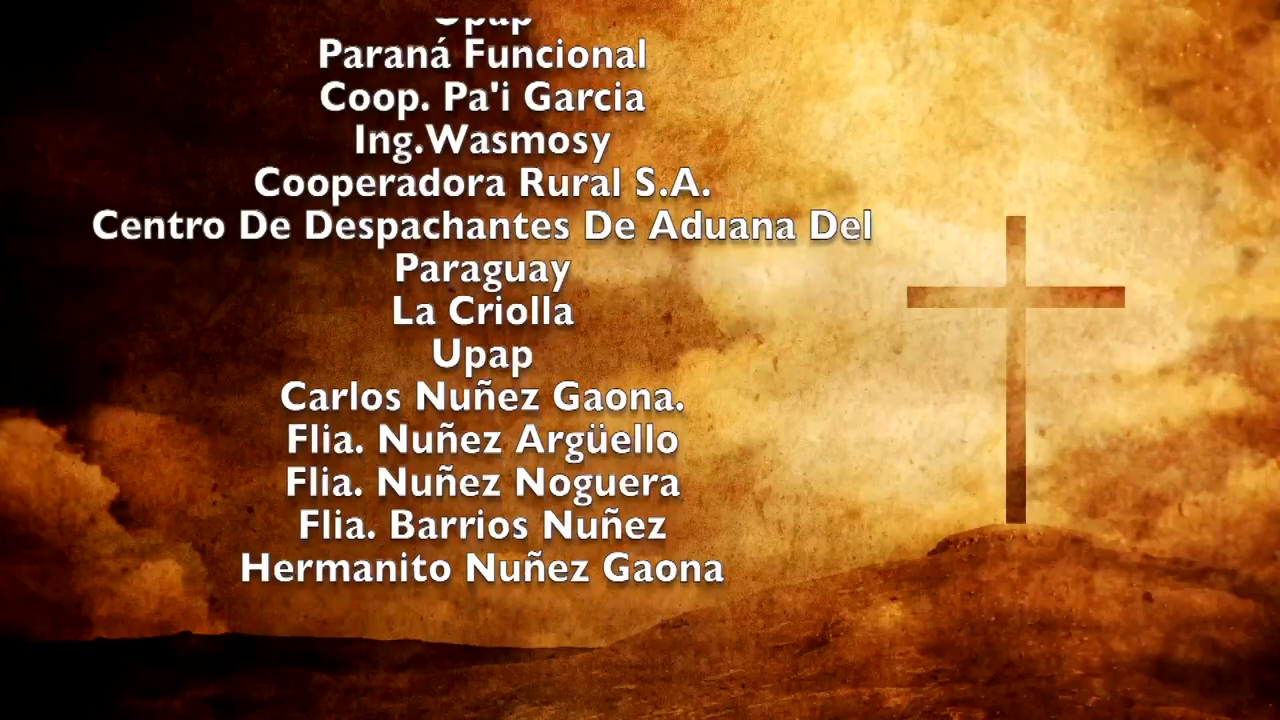 Paraná Funcional
Coop. Pa'i Garcia
Ing.Wasmosy
Cooperadora Rural S.A.
Centro De Despachantes De Aduana Del
Paraguay
La Criolla
Upap
Carlos Nuñez Gaona.
Flia. Nuñez Argüello
Flia. Nuñez Noguera
Flia. Barrios Nuñez
Hermanito Nuñez Gaona